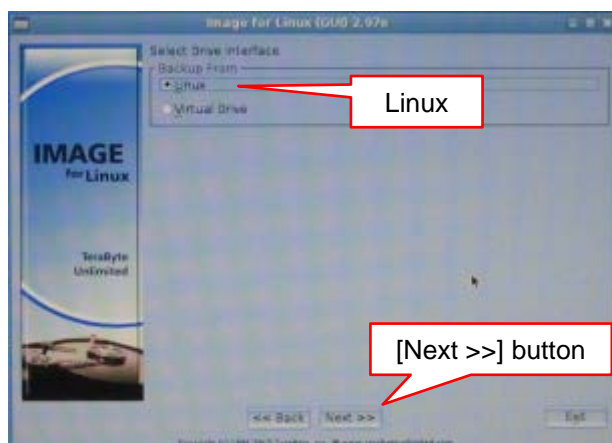 Image for Linux (GUI) 2.97
Select Drive Interface
Backup From
Linux
Virtual Drive
Linux
IMAGE
for Linux
TeraByte
Unlimited
[Next >>] button
<< Back
Next >>
Exit